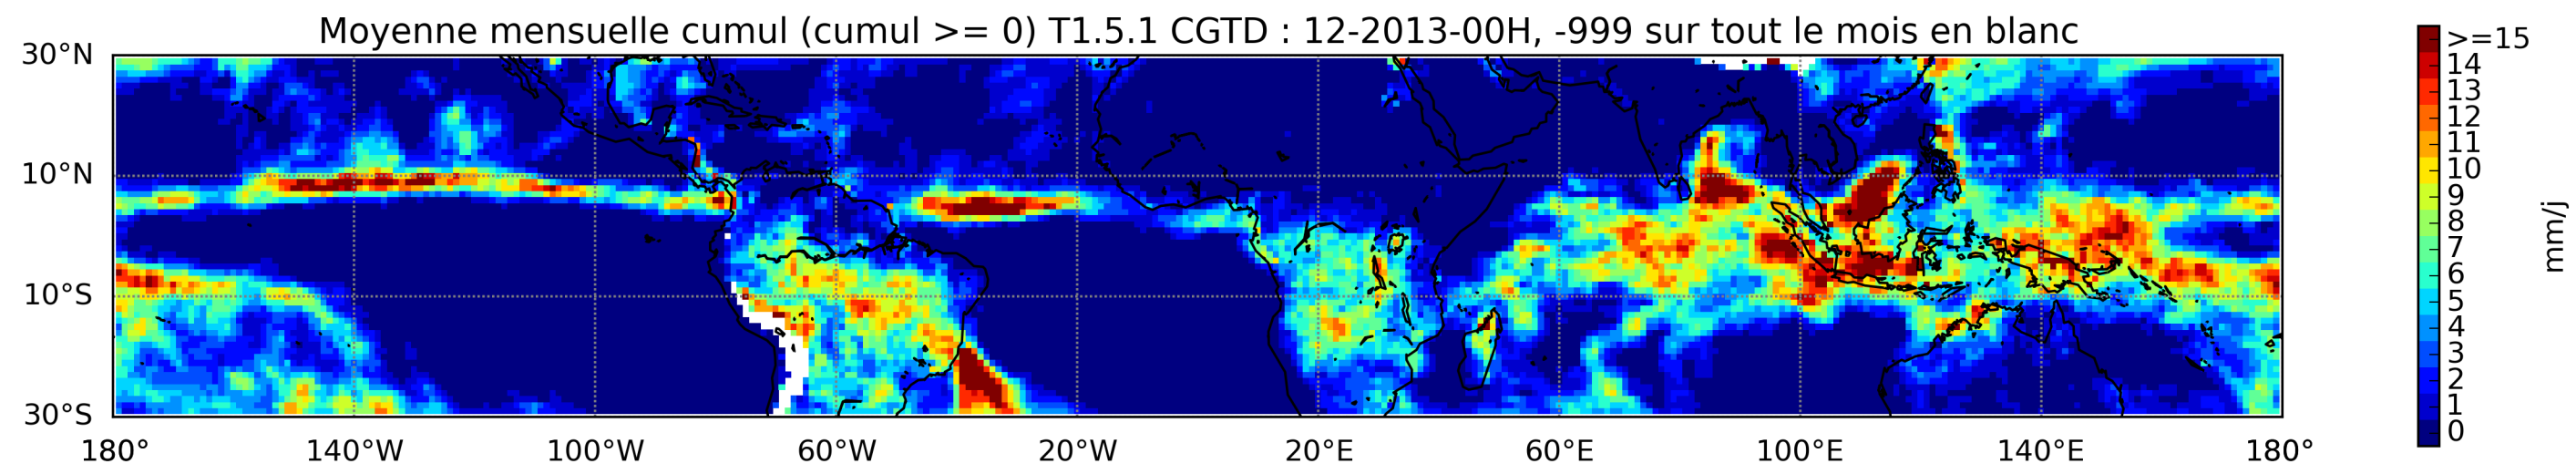 Moyenne mensuelle cumul (cumul >= 0) T1.5.1 CGTD : 12-2013-00H, -999 sur tout le mois en blanc
30°N
10°N
10°S
30°S
180° 140°W 100°W 60°W 20°W 20°E 60°E 100°E 140°E 180°
>=15
14
13
12
11
10
9
8
7
6
5
4
3
2
1
0
mm/j